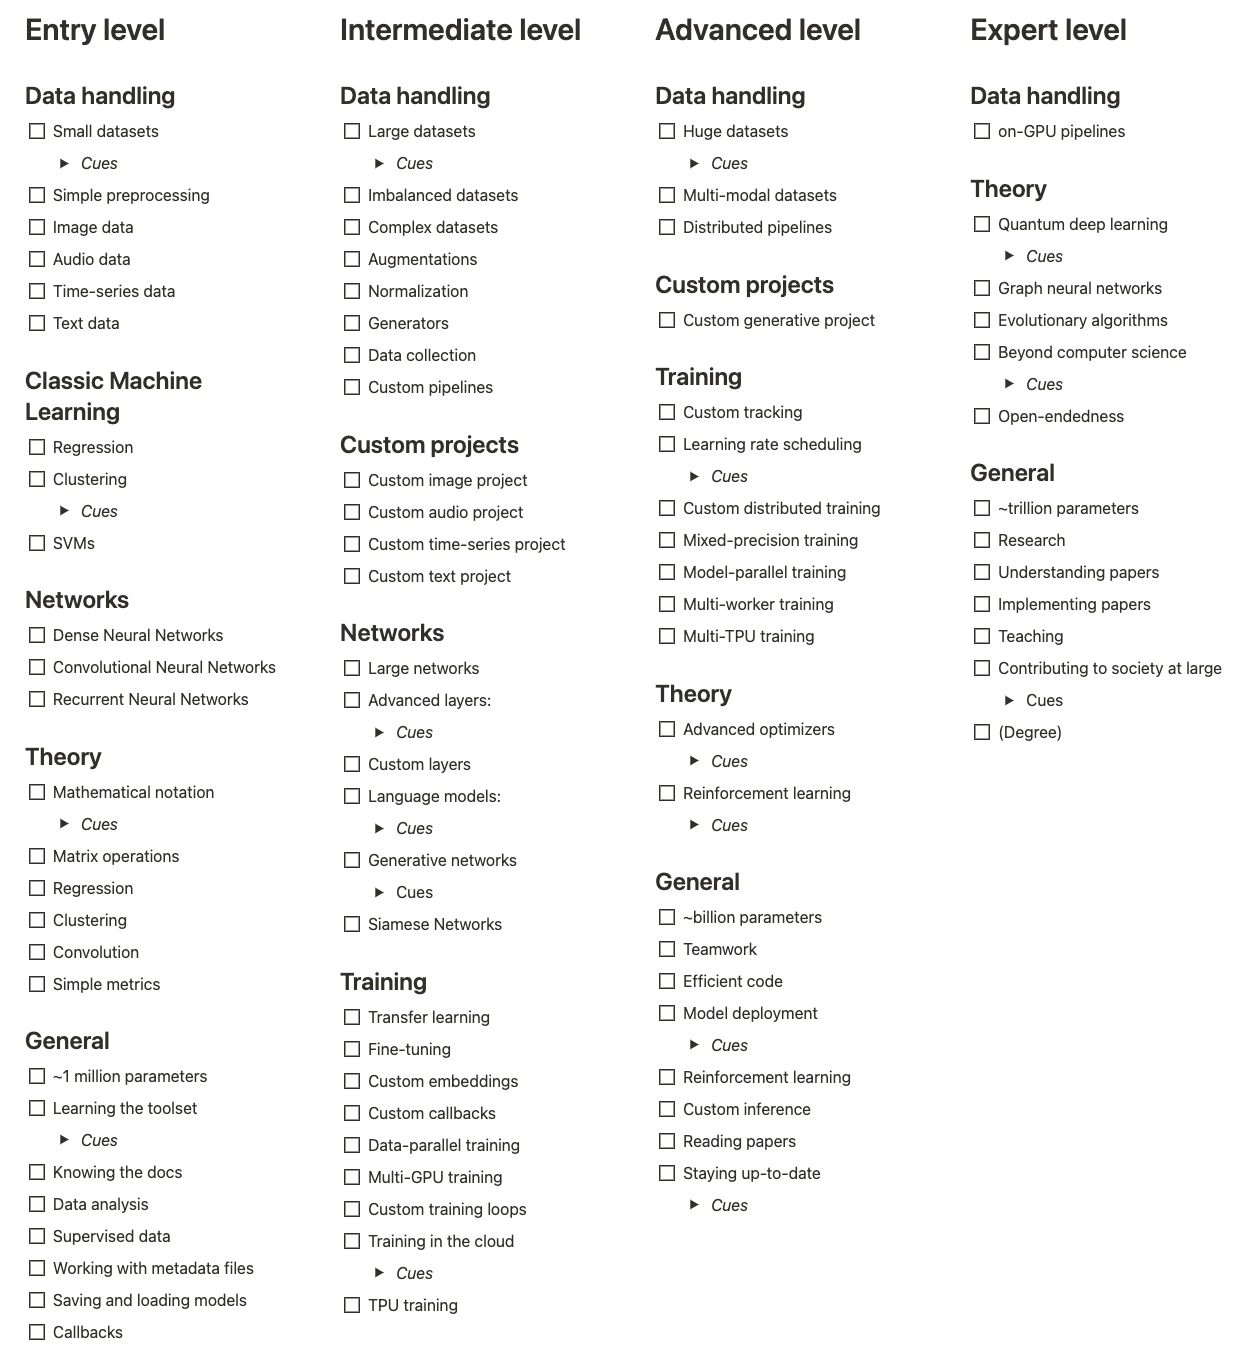 Entry level
Data handling
Small datasets
Cues
Simple preprocessing
Image data
Audio data
Time-series data
Text data
Classic Machine
Learning
Regression
Clustering
Cues
SVMs
Networks
Dense Neural Networks
Convolutional Neural Networks
Recurrent Neural Networks
Theory
Mathematical notation
Cues
Matrix operations
Regression
Clustering
Convolution
Simple metrics
General
~1 million parameters
Learning the toolset
Cues
Knowing the docs
Data analysis
Supervised data
Working with metadata files
Saving and loading models
Callbacks
Intermediate level
Data handling
Large datasets
Cues
Imbalanced datasets
Complex datasets
Augmentations
Normalization
Generators
Data collection
Custom pipelines
Custom projects
Custom image project
Custom audio project
Custom time-series project
Custom text project
Networks
Large networks
Advanced layers:
Cues
Custom layers
Language models:
Cues
Generative networks
Cues
Siamese Networks
Training
Transfer learning
Fine-tuning
Custom embeddings
Custom callbacks
Data-parallel training
Multi-GPU training
Custom training loops
Training in the cloud
Cues
TPU training
Advanced level
Data handling
Huge datasets
Cues
Multi-modal datasets
Distributed pipelines
Custom projects
Custom generative project
Training
Custom tracking
Learning rate scheduling
Cues
Custom distributed training
Mixed-precision training
Model-parallel training
Multi-worker training
Multi-TPU training
Theory
Advanced optimizers
Cues
Reinforcement learning
Cues
General
~billion parameters
Teamwork
Efficient code
Model deployment
Cues
Reinforcement learning
Custom inference
Reading papers
Staying up-to-date
Cues
Expert level
Data handling
on-GPU pipelines
Theory
Quantum deep learning
Cues
Graph neural networks
Evolutionary algorithms
Beyond computer science
Cues
Open-endedness
General
~trillion parameters
Research
Understanding papers
Implementing papers
Teaching
Contributing to society at large
Cues
(Degree)